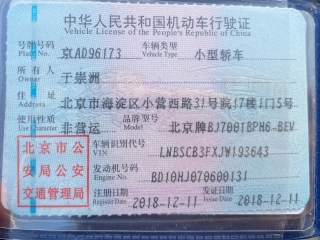 中华人民共和国机动车行驶证
Vehicle License of the People's Republic of China
号牌号码 京AD96173 车辆类型 小型轿车
Plate No. Vehicle Type
所有人 于崇洲
Owner
住址 北京市海淀区小营西路31号院17楼1门5号
Address
使用性质 非营运 品牌型号 北京牌BJ7001BPH6-BEV
Use Character Model
北京市公安局公安交通管理局
车辆识别代号 LNBSCB3FXJW193643
VIN
发动机号码 BD10HJ070600131
Engine No.
注册日期 2018-12-11 发证日期 2018-12-11
Register Date Issue Date